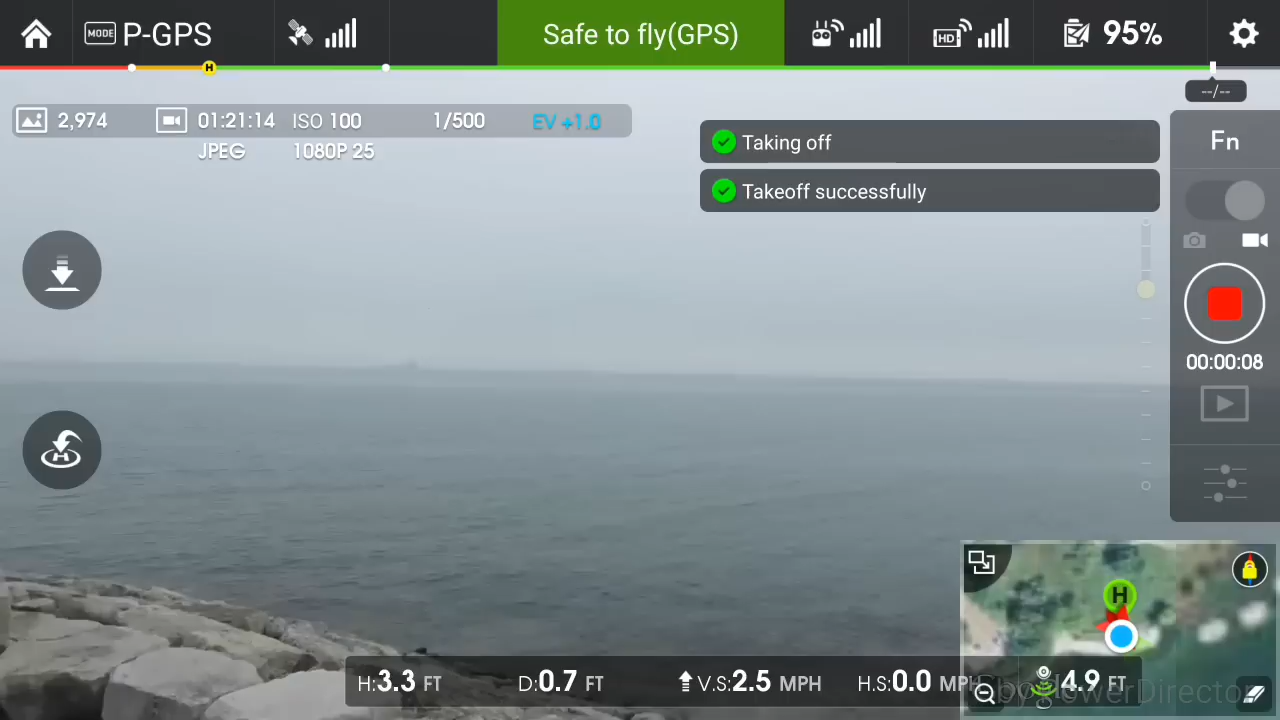 MODE P-GPS
Safe to fly(GPS)
HD
95%
H
--/--
2,974
01:21:14 ISO 100 1/500 EV +1.0
JPEG 1080P 25
Taking off
Takeoff successfully
Fn
00:00:08
H
H:3.3 FT D:0.7 FT V.S:2.5 MPH H.S:0.0 MPH 4.9 FT